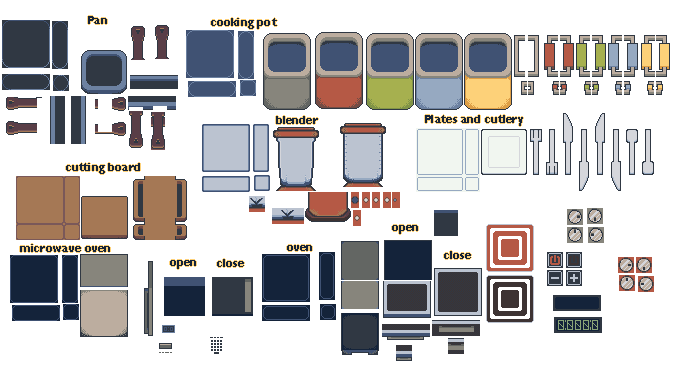 Pan
cooking pot
blender
Plates and cutlery
cutting board
microwave oven
open
close
oven
open
close